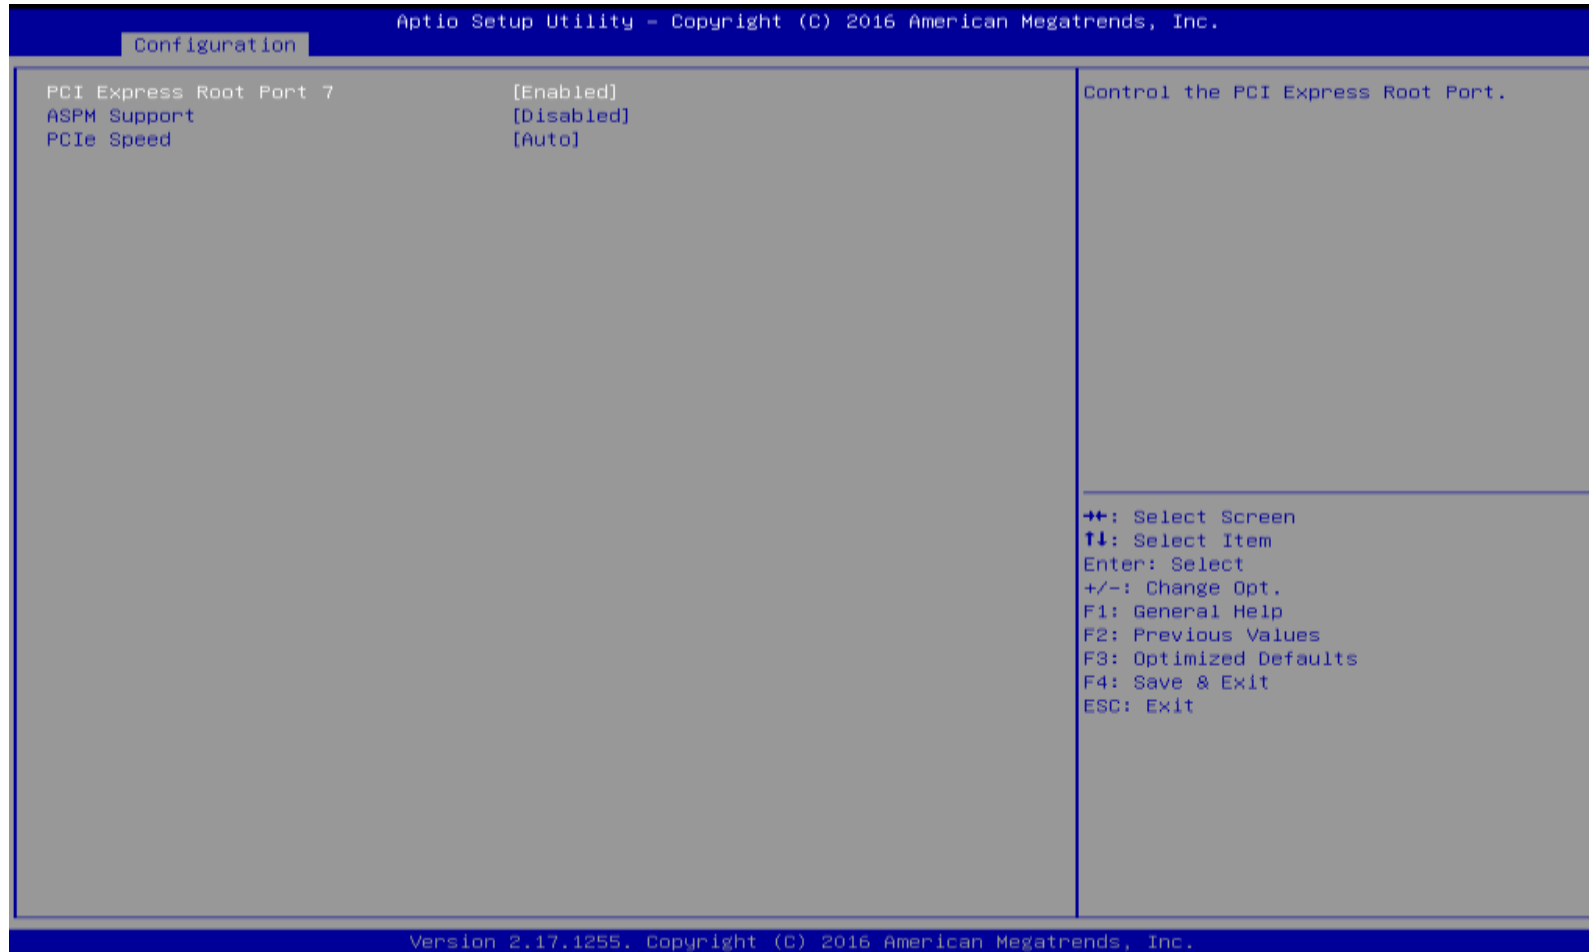 Aptio Setup Utility – Copyright (C) 2016 American Megatrends, Inc.
Configuration
PCI Express Root Port 7 [Enabled]
ASPM Support [Disabled]
PCIe Speed [Auto]
Control the PCI Express Root Port.
→←: Select Screen
↑↓: Select Item
Enter: Select
+/-: Change Opt.
F1: General Help
F2: Previous Values
F3: Optimized Defaults
F4: Save & Exit
ESC: Exit
Version 2.17.1255. Copyright (C) 2016 American Megatrends, Inc.